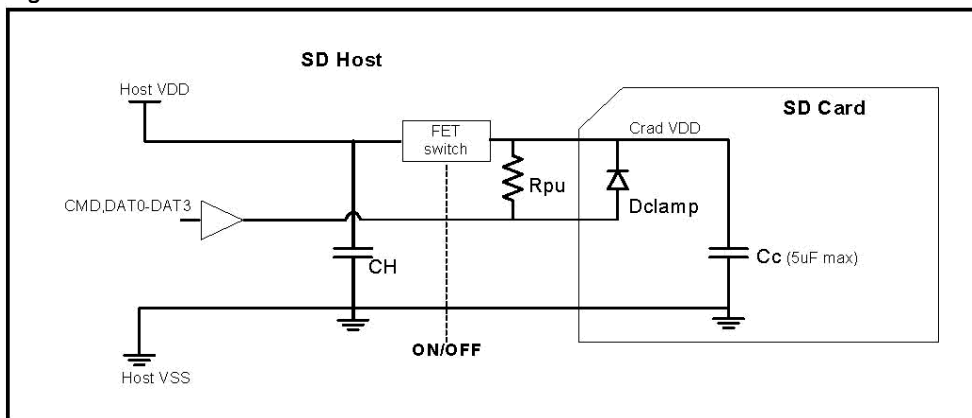 SD Host
Host VDD
SD Card
FET
switch
Crad VDD
Rpu
CMD,DAT0-DAT3
Dclamp
CH
Cc (5uF max)
ON/OFF
Host VSS